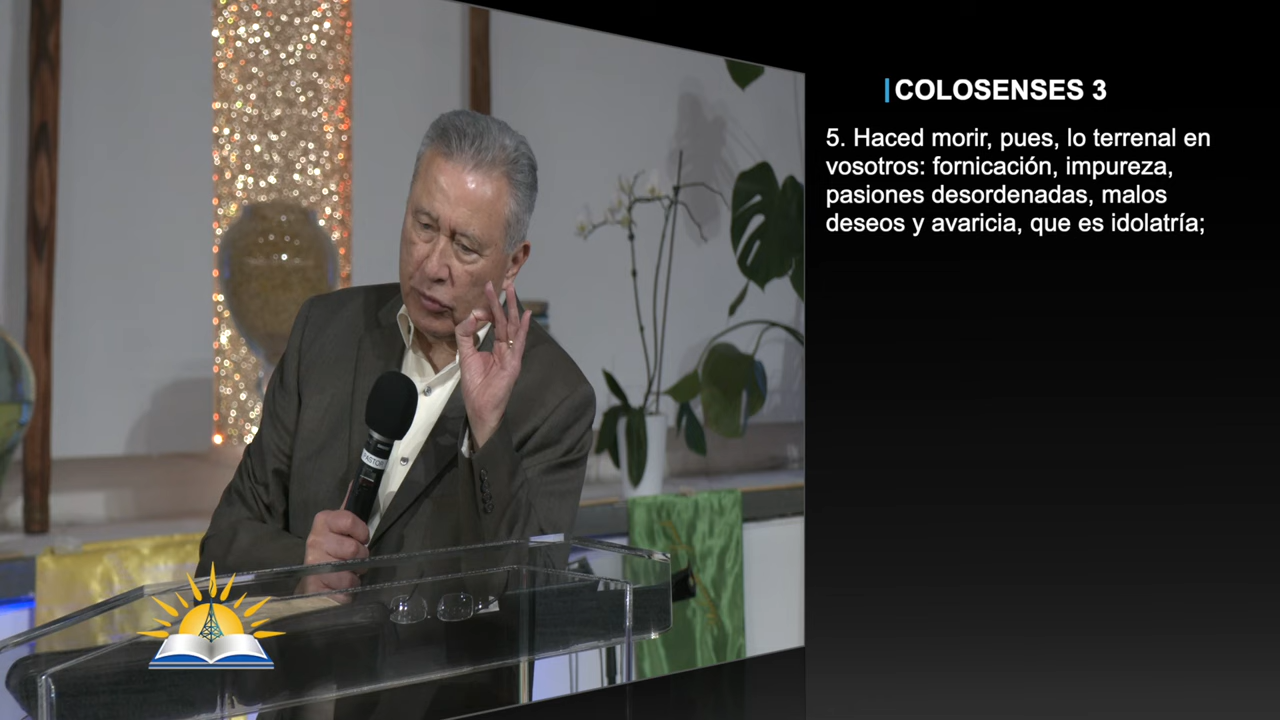 COLOSENSES 3
5. Haced morir, pues, lo terrenal en
vosotros: fornicación, impureza,
pasiones desordenadas, malos
deseos y avaricia, que es idolatría;
PASTOR